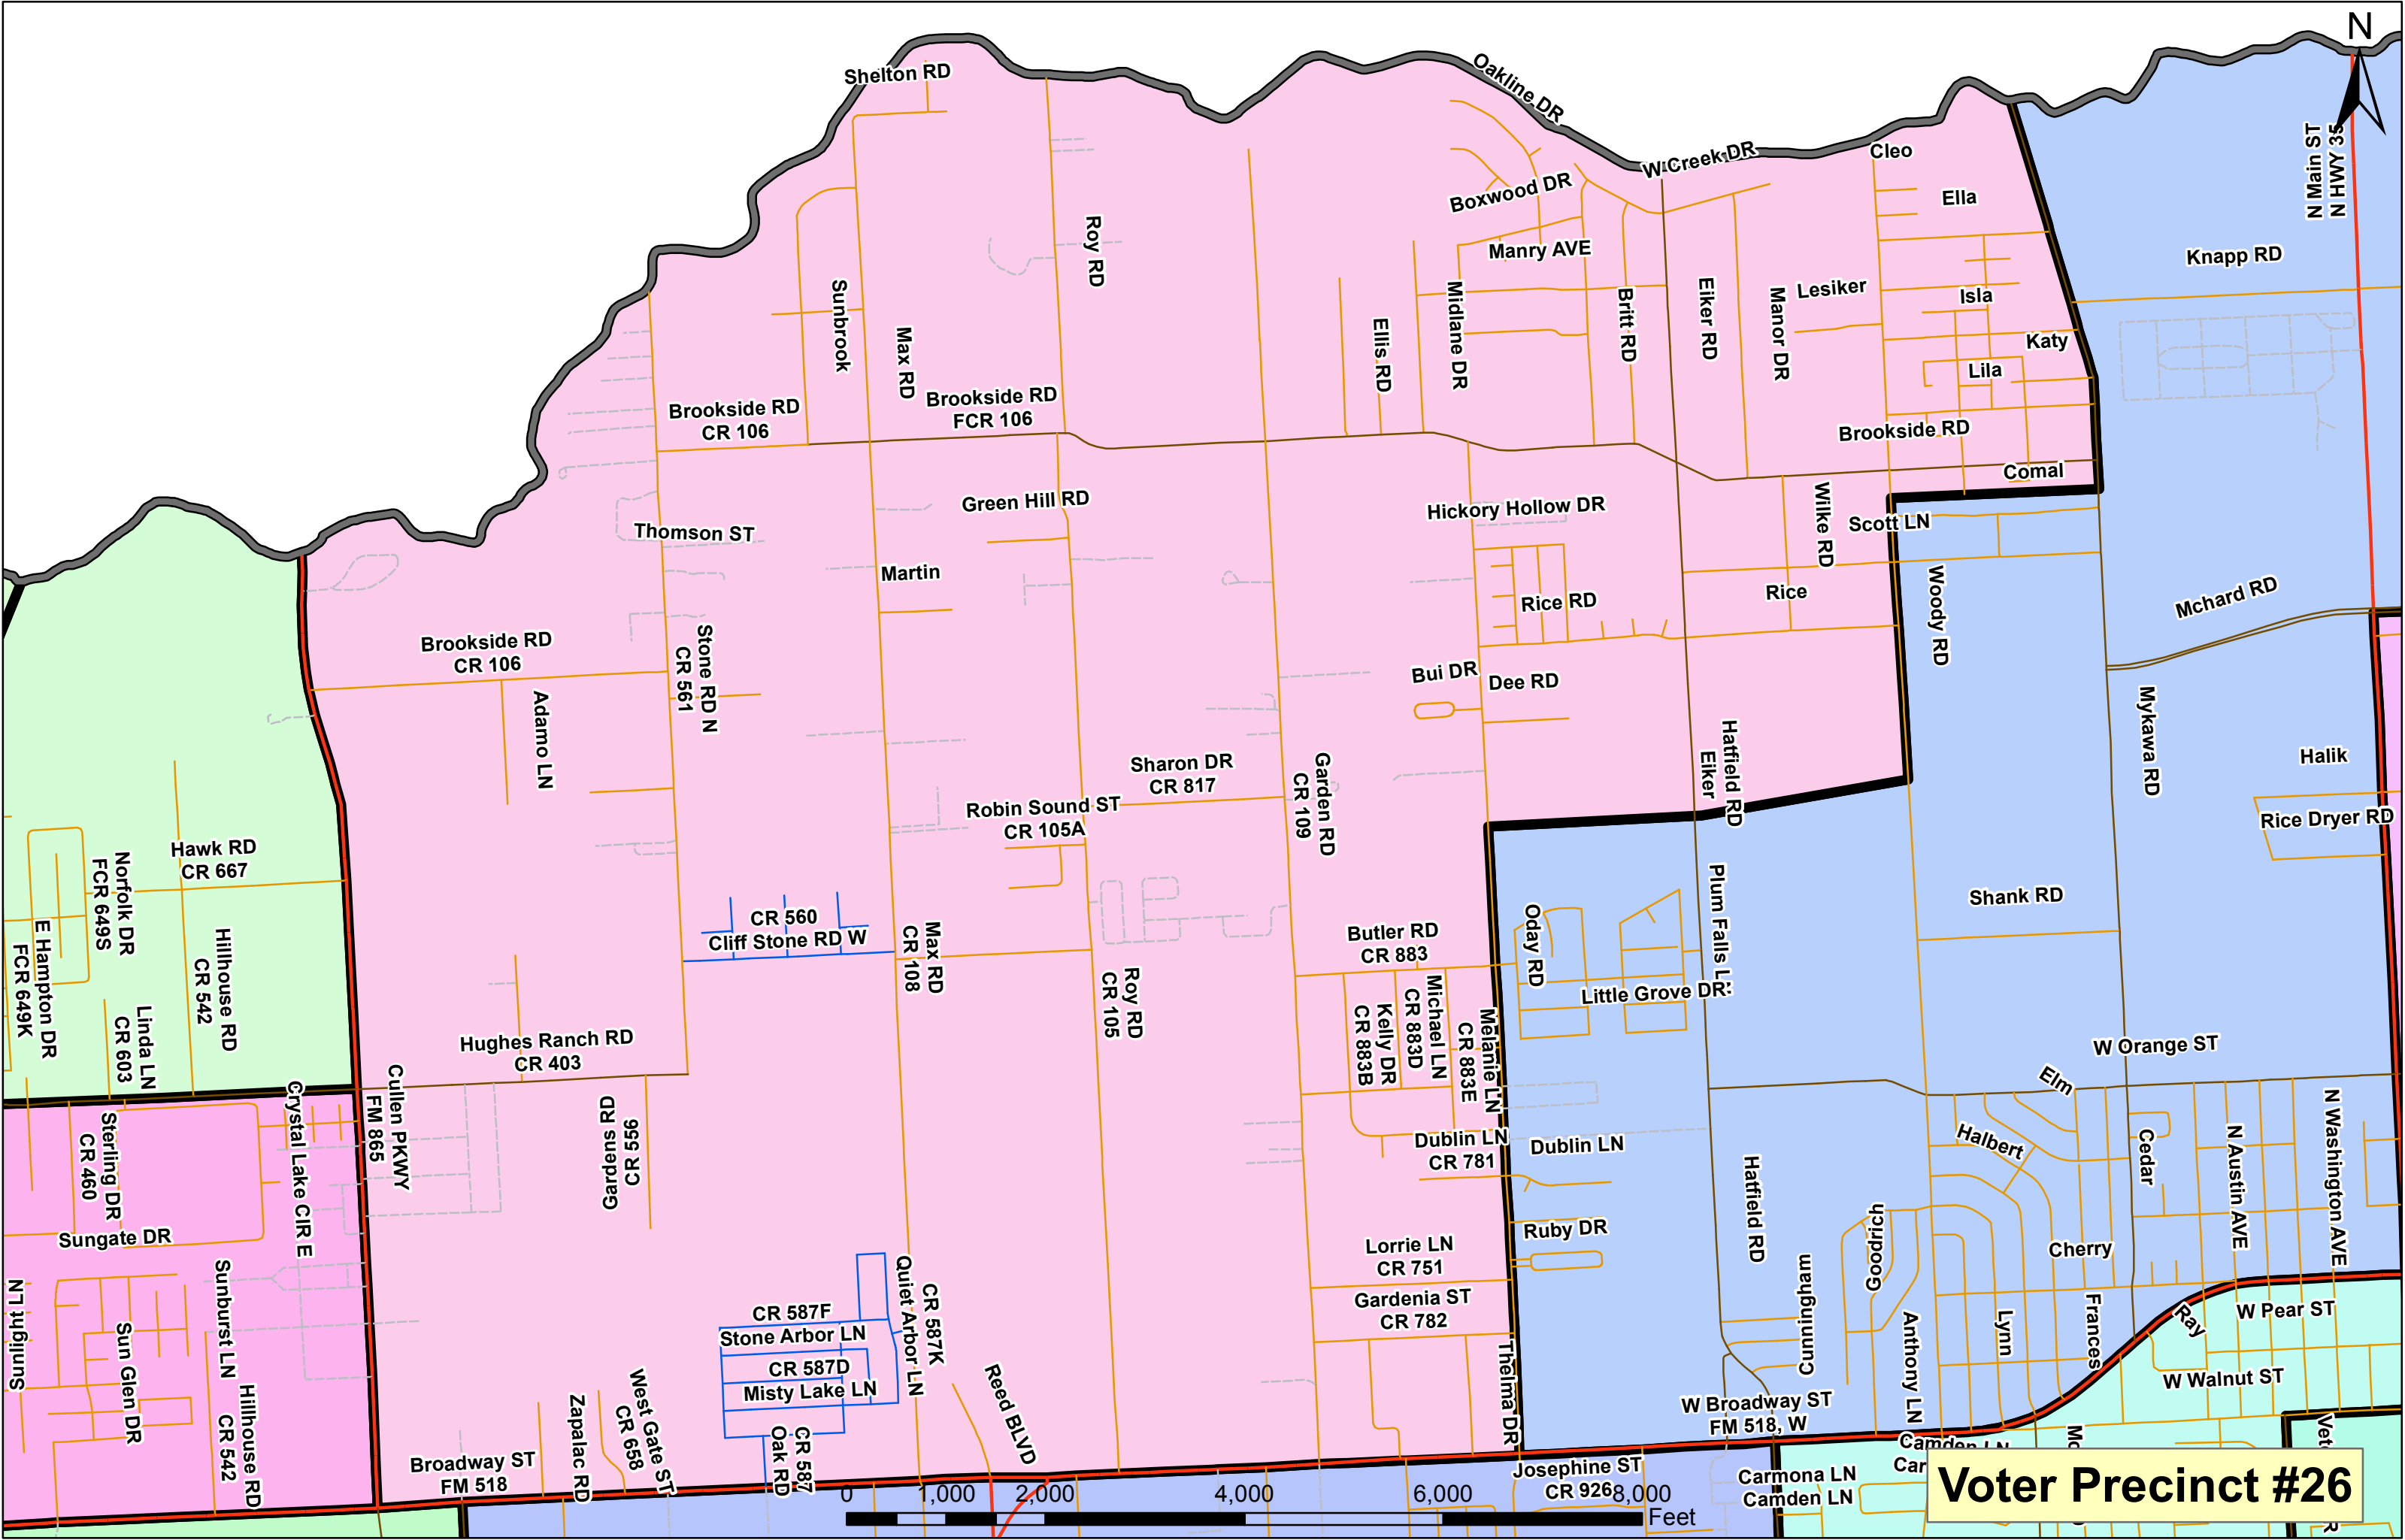 N
Shelton RD
Oakline DR
W Creek DR
Cleo
N Main ST
N HWY 35
Boxwood DR
Ella
Roy RD
Manry AVE
Knapp RD
Sunbrook
Max RD
Ellis RD
Midlane DR
Britt RD
Eiker RD
Manor DR
Lesiker
Isla
Katy
Lila
Brookside RD
CR 106
Brookside RD
FCR 106
Brookside RD
Comal
Green Hill RD
Hickory Hollow DR
Wilke RD
Scott LN
Thomson ST
Martin
Rice RD
Rice
Woody RD
Mchard RD
Brookside RD
CR 106
Adamo LN
Stone RD N
CR 561
Bui DR
Dee RD
Mykawa RD
Hatfield RD
Eiker
Halik
Sharon DR
CR 817
Garden RD
CR 109
Robin Sound ST
CR 105A
Rice Dryer RD
Hawk RD
CR 667
Norfolk DR
FCR 649S
E Hampton DR
FCR 649K
Hillhouse RD
CR 542
Linda LN
CR 603
CR 560
Cliff Stone RD W
Max RD
CR 108
Roy RD
CR 105
Butler RD
CR 883
Oday RD
Plum Falls
Shank RD
Little Grove DR
Kelly DR
CR 883B
Michael LN
CR 883D
Melanie LN
CR 883E
Hughes Ranch RD
CR 403
W Orange ST
Elm
Cullen PKWY
FM 865
Crystal Lake CIR E
Sterling DR
CR 460
Gardens RD
CR 556
Dublin LN
CR 781
Dublin LN
Halbert
Cedar
N Austin AVE
N Washington AVE
Hatfield RD
Goodrich
Sungate DR
Ruby DR
Cherry
Lorrie LN
CR 751
Cunningham
Sunlight LN
Sun Glen DR
Sunburst LN
Hillhouse RD
CR 542
CR 587F
Stone Arbor LN
CR 587D
Misty Lake LN
Quiet Arbor LN
CR 587K
Gardenia ST
CR 782
Anthony LN
Lynn
Frances
Ray
W Pear ST
W Walnut ST
Reed BLVD
Thelma DR
W Broadway ST
FM 518, W
Zapalac RD
West Gate ST
CR 658
Oak RD
CR 587
Broadway ST
FM 518
Josephine ST
CR 926
Carmona LN
Camden LN
Camden LN
0
1,000
2,000
4,000
6,000
8,000
Feet
Voter Precinct #26